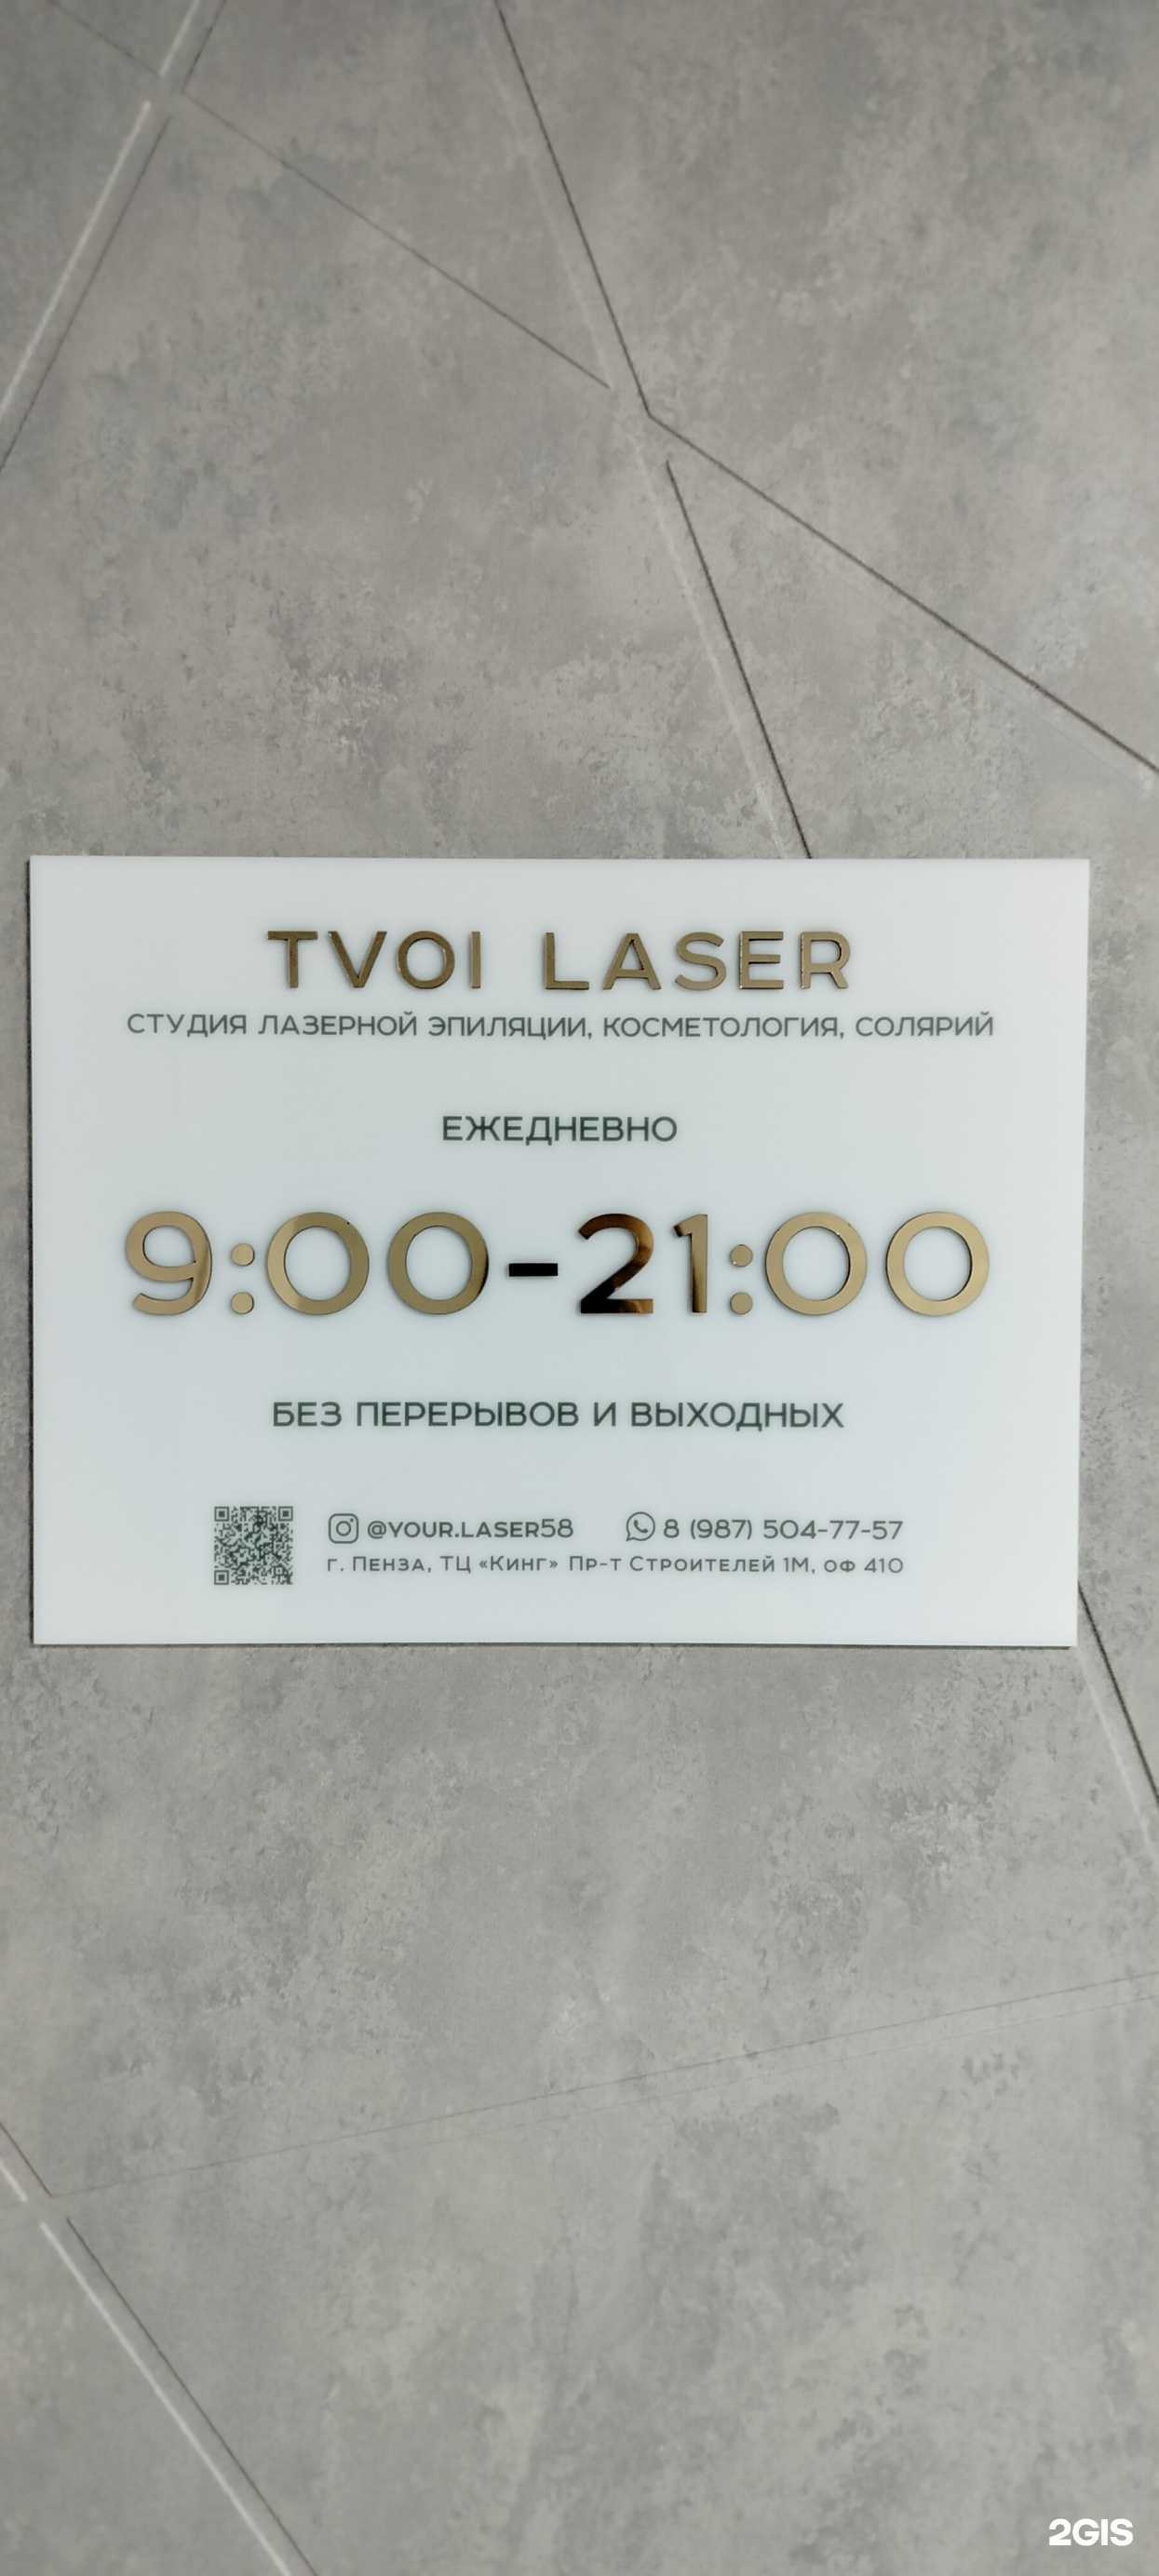 TVOI LASER
СТУДИЯ ЛАЗЕРНОЙ ЭПИЛЯЦИИ, КОСМЕТОЛОГИЯ, СОЛЯРИЙ
ЕЖЕДНЕВНО
9:00-21:00
БЕЗ ПЕРЕРЫВОВ И ВЫХОДНЫХ
@YOUR.LASER58 8 (987) 504-77-57
г. Пенза, ТЦ «Кинг» Пр-т Строителей 1М, оф 410
2GIS